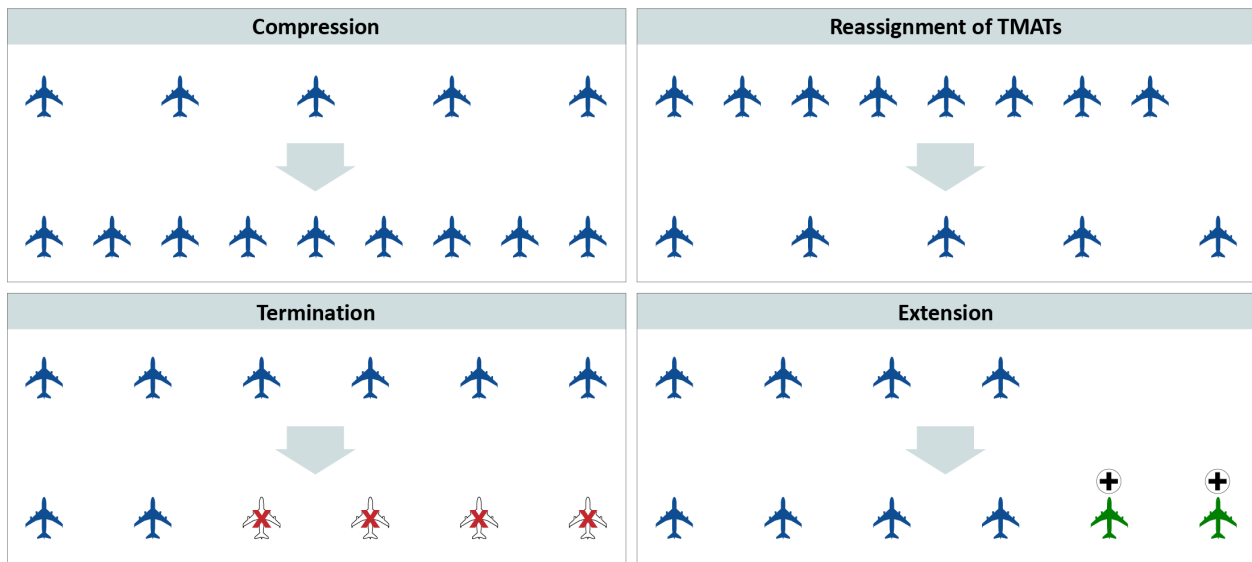 Compression
Reassignment of TMATs
Termination
Extension